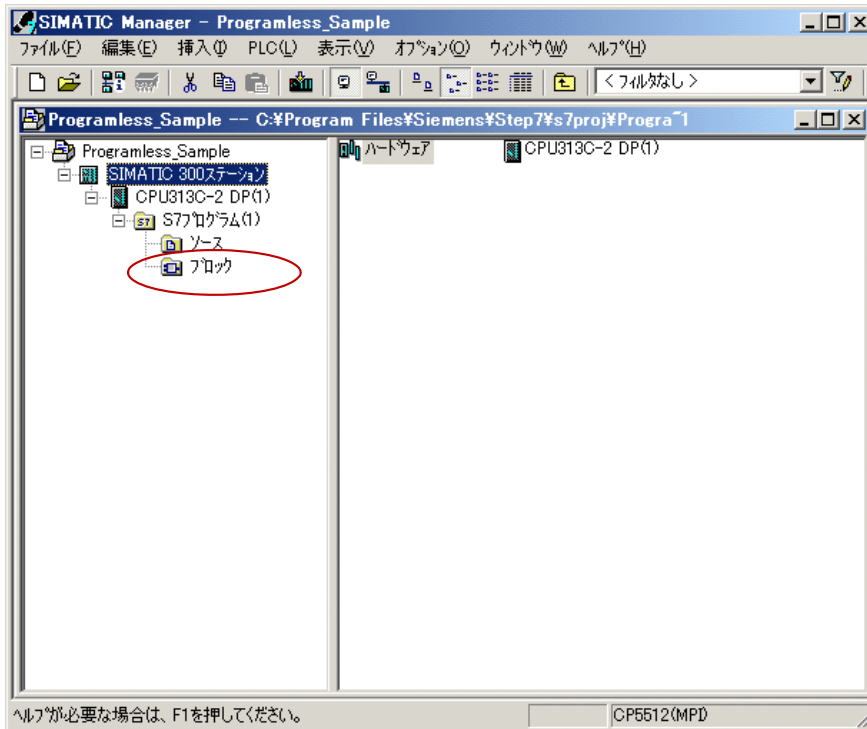 SIMATIC Manager - Programless_Sample
ファイル(F) 編集(E) 挿入(I) PLC(L) 表示(V) オプション(O) ウィンドウ(W) ヘルプ(H)
<フィルタなし>
Programless_Sample -- C:¥Program Files¥Siemens¥Step7¥s7proj¥Progra~1
Programless_Sample
SIMATIC 300ステーション
CPU313C-2 DP(1)
S7プログラム(1)
ソース
ブロック
ハードウェア CPU313C-2 DP(1)
ヘルプが必要な場合は、F1を押してください。 CP5512(MPI)